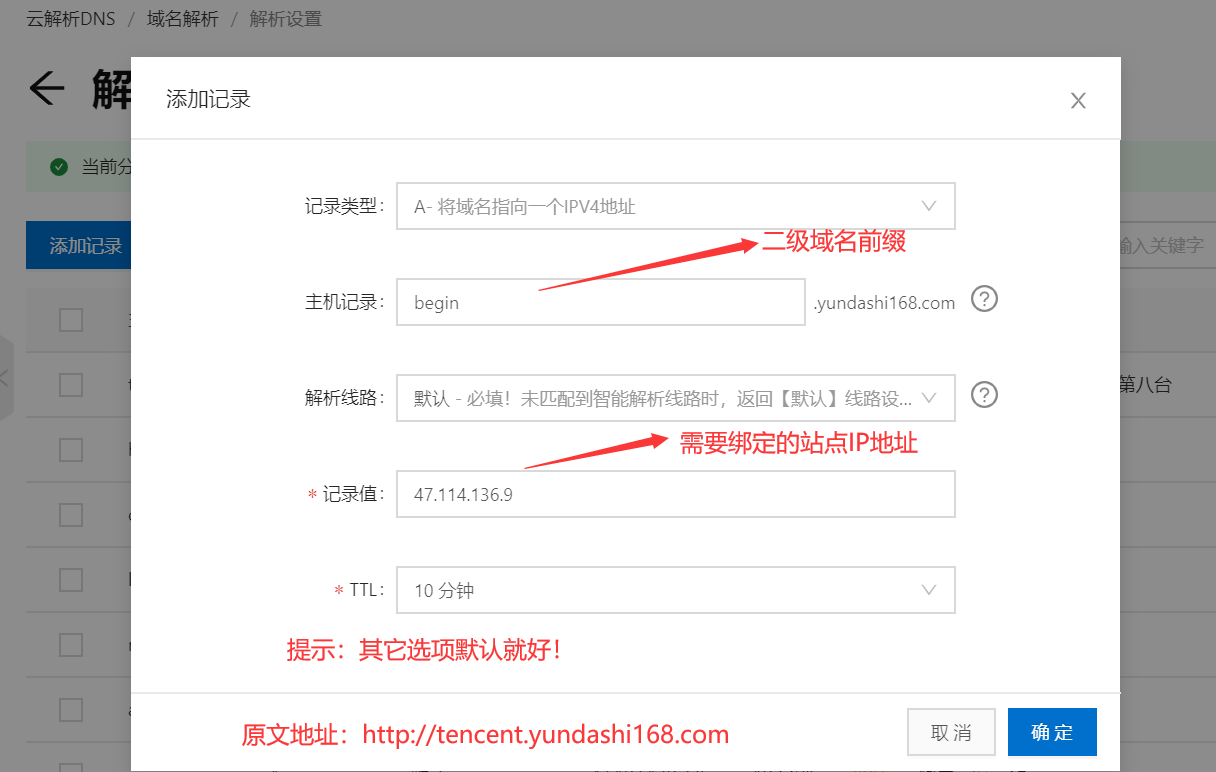 云解析DNS / 域名解析 / 解析设置
解
添加记录
当前分
添加记录
输入关键字
记录类型：
A- 将域名指向一个IPV4地址
二级域名前缀
主机记录：
begin
.yundashi168.com
?
解析线路：
默认 - 必填！未匹配到智能解析线路时，返回【默认】线路设...
?
第八台
需要绑定的站点IP地址
* 记录值：
47.114.136.9
* TTL：
10 分钟
提示：其它选项默认就好！
原文地址：http://tencent.yundashi168.com
取 消
确 定